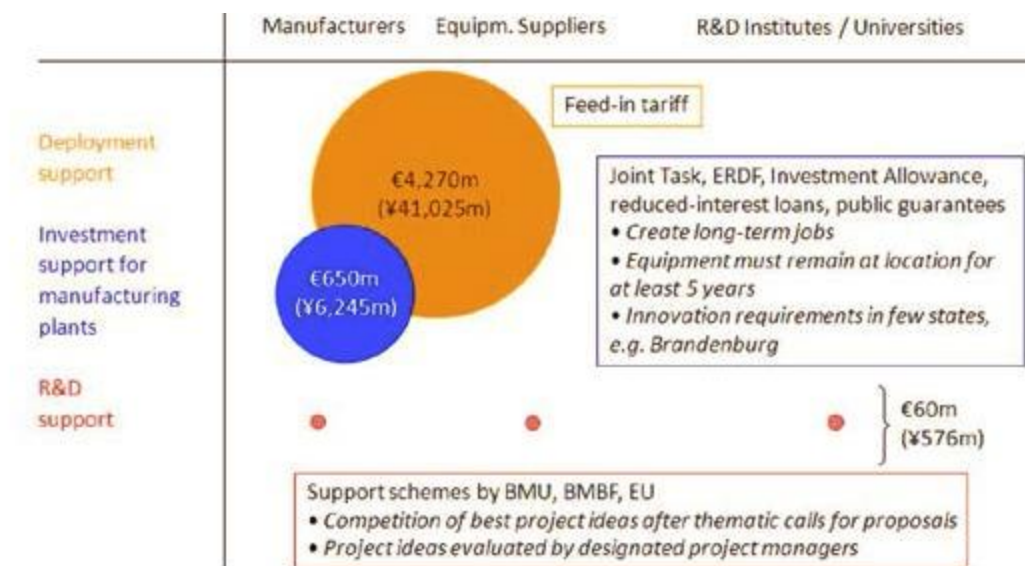 Manufacturers Equipm. Suppliers R&D Institutes / Universities
Deployment
support
Feed-in tariff
€4,270m
(¥41,025m)
Investment
support for
manufacturing
plants
€650m
(¥6,245m)
Joint Task, ERDF, Investment Allowance,
reduced-interest loans, public guarantees
• Create long-term jobs
• Equipment must remain at location for
at least 5 years
• Innovation requirements in few states,
e.g. Brandenburg
R&D
support
€60m
(¥576m)
Support schemes by BMU, BMBF, EU
• Competition of best project ideas after thematic calls for proposals
• Project ideas evaluated by designated project managers